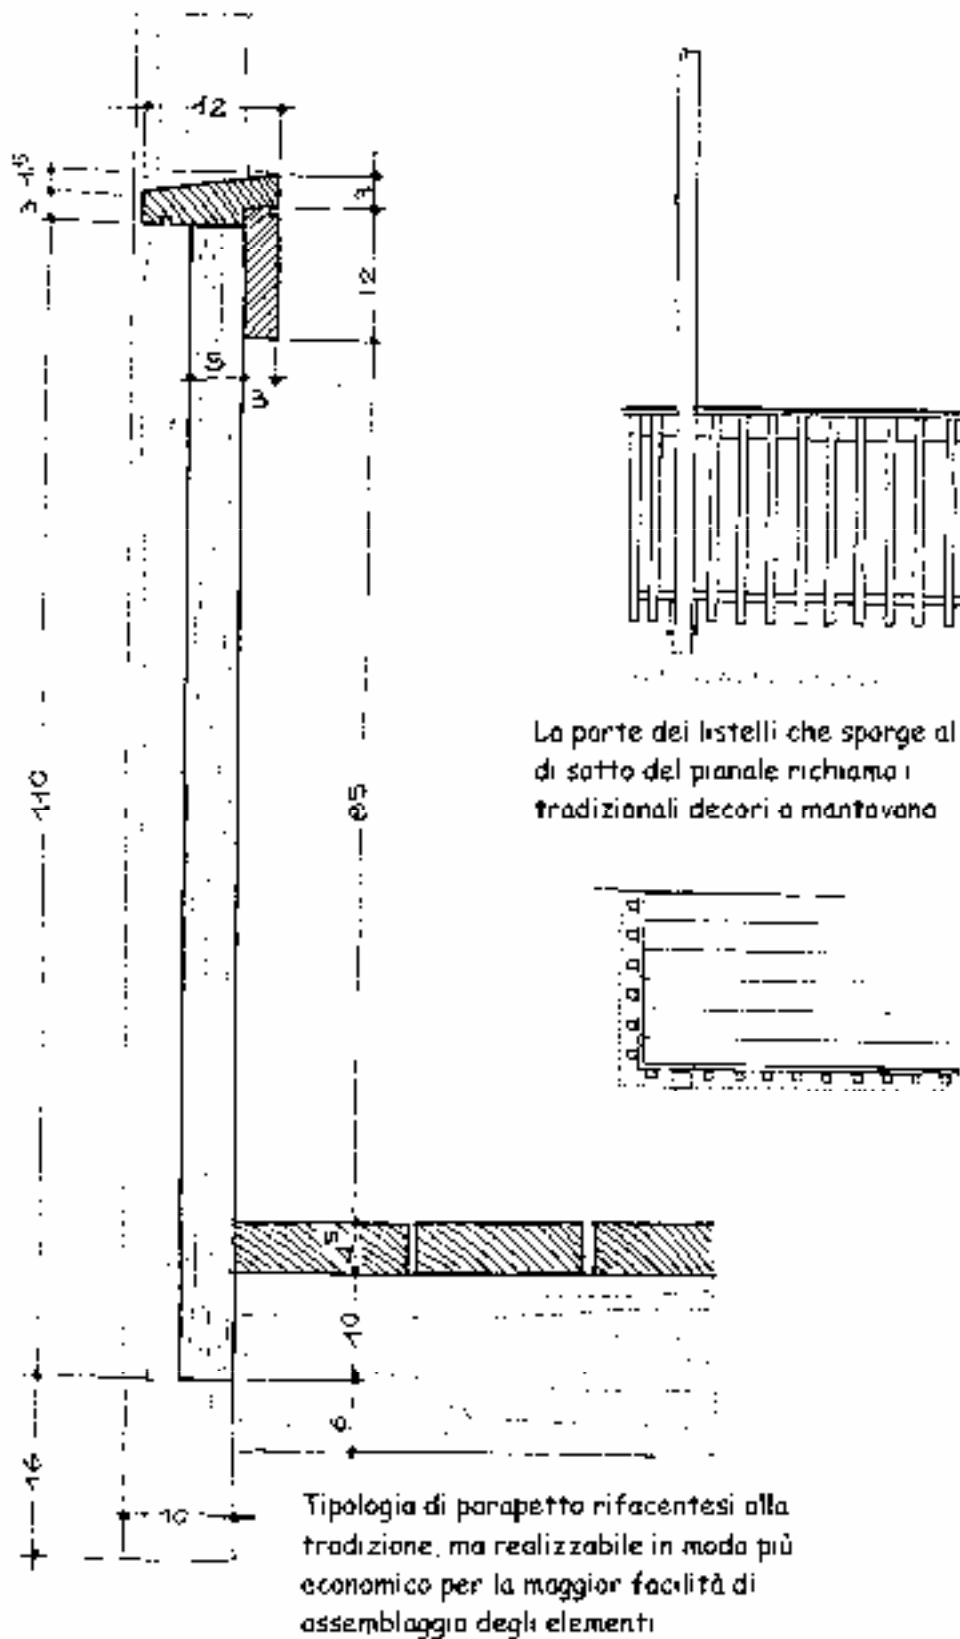 12
1,5
3
3
12
5
3
110
85
La parte dei listelli che sporge al
di sotto del pianale richiama i
tradizionali decori a mantovana
4,5
10
6
16
10
Tipologia di parapetto rifacentesi alla
tradizione, ma realizzabile in modo più
economico per la maggior facilità di
assemblaggio degli elementi